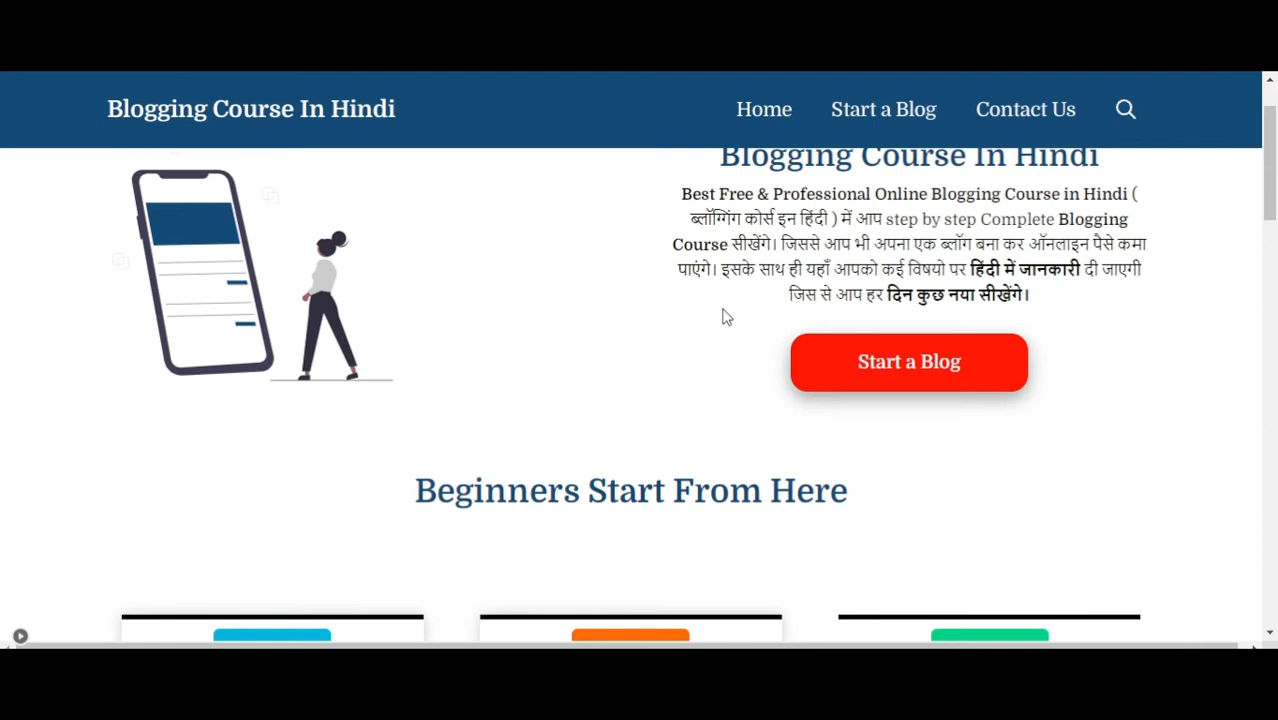 Blogging Course In Hindi
Home Start a Blog Contact Us
Blogging Course In Hindi
Best Free & Professional Online Blogging Course in Hindi (
ब्लॉग्गिंग कोर्स इन हिंदी ) में आप step by step Complete Blogging
Course सीखेंगे। जिससे आप भी अपना एक ब्लॉग बना कर ऑनलाइन पैसे कमा
पाएंगे। इसके साथ ही यहाँ आपको कई विषयो पर हिंदी में जानकारी दी जाएगी
जिस से आप हर दिन कुछ नया सीखेंगे।
Start a Blog
Beginners Start From Here